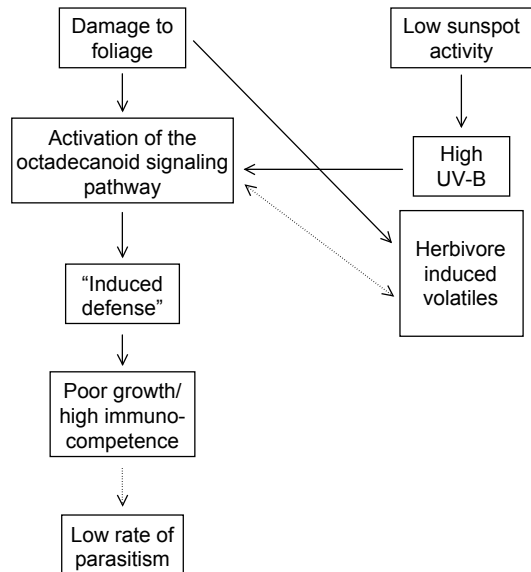 Damage to
foliage
Low sunspot
activity
Activation of the
octadecanoid signaling
pathway
High
UV-B
Herbivore
induced
volatiles
“Induced
defense”
Poor growth/
high immuno-
competence
Low rate of
parasitism